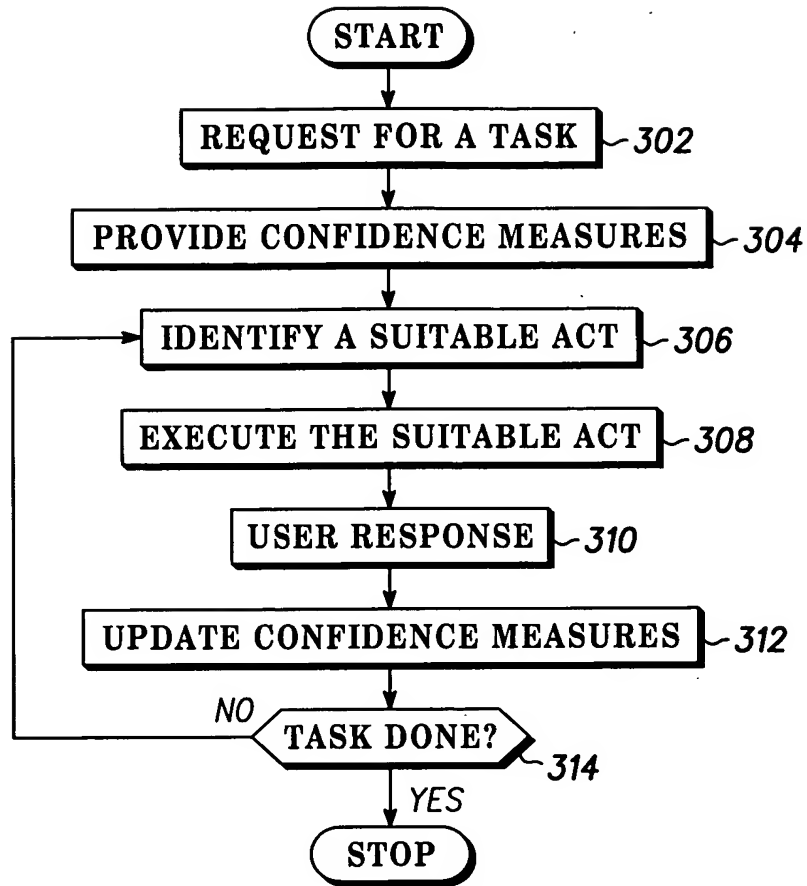 START
REQUEST FOR A TASK 302
PROVIDE CONFIDENCE MEASURES 304
IDENTIFY A SUITABLE ACT 306
EXECUTE THE SUITABLE ACT 308
USER RESPONSE 310
UPDATE CONFIDENCE MEASURES 312
NO
TASK DONE? 314
YES
STOP